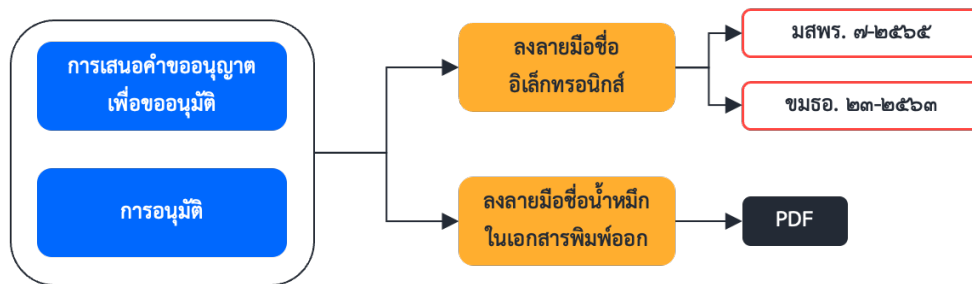 การเสนอคำขออนุญาต
เพื่อขออนุมัติ
การอนุมัติ
ลงลายมือชื่อ
อิเล็กทรอนิกส์
ลงลายมือชื่อน้ำหมึก
ในเอกสารพิมพ์ออก
มสพร. ๗-๒๕๖๕
ขมธอ. ๒๓-๒๕๖๓
PDF